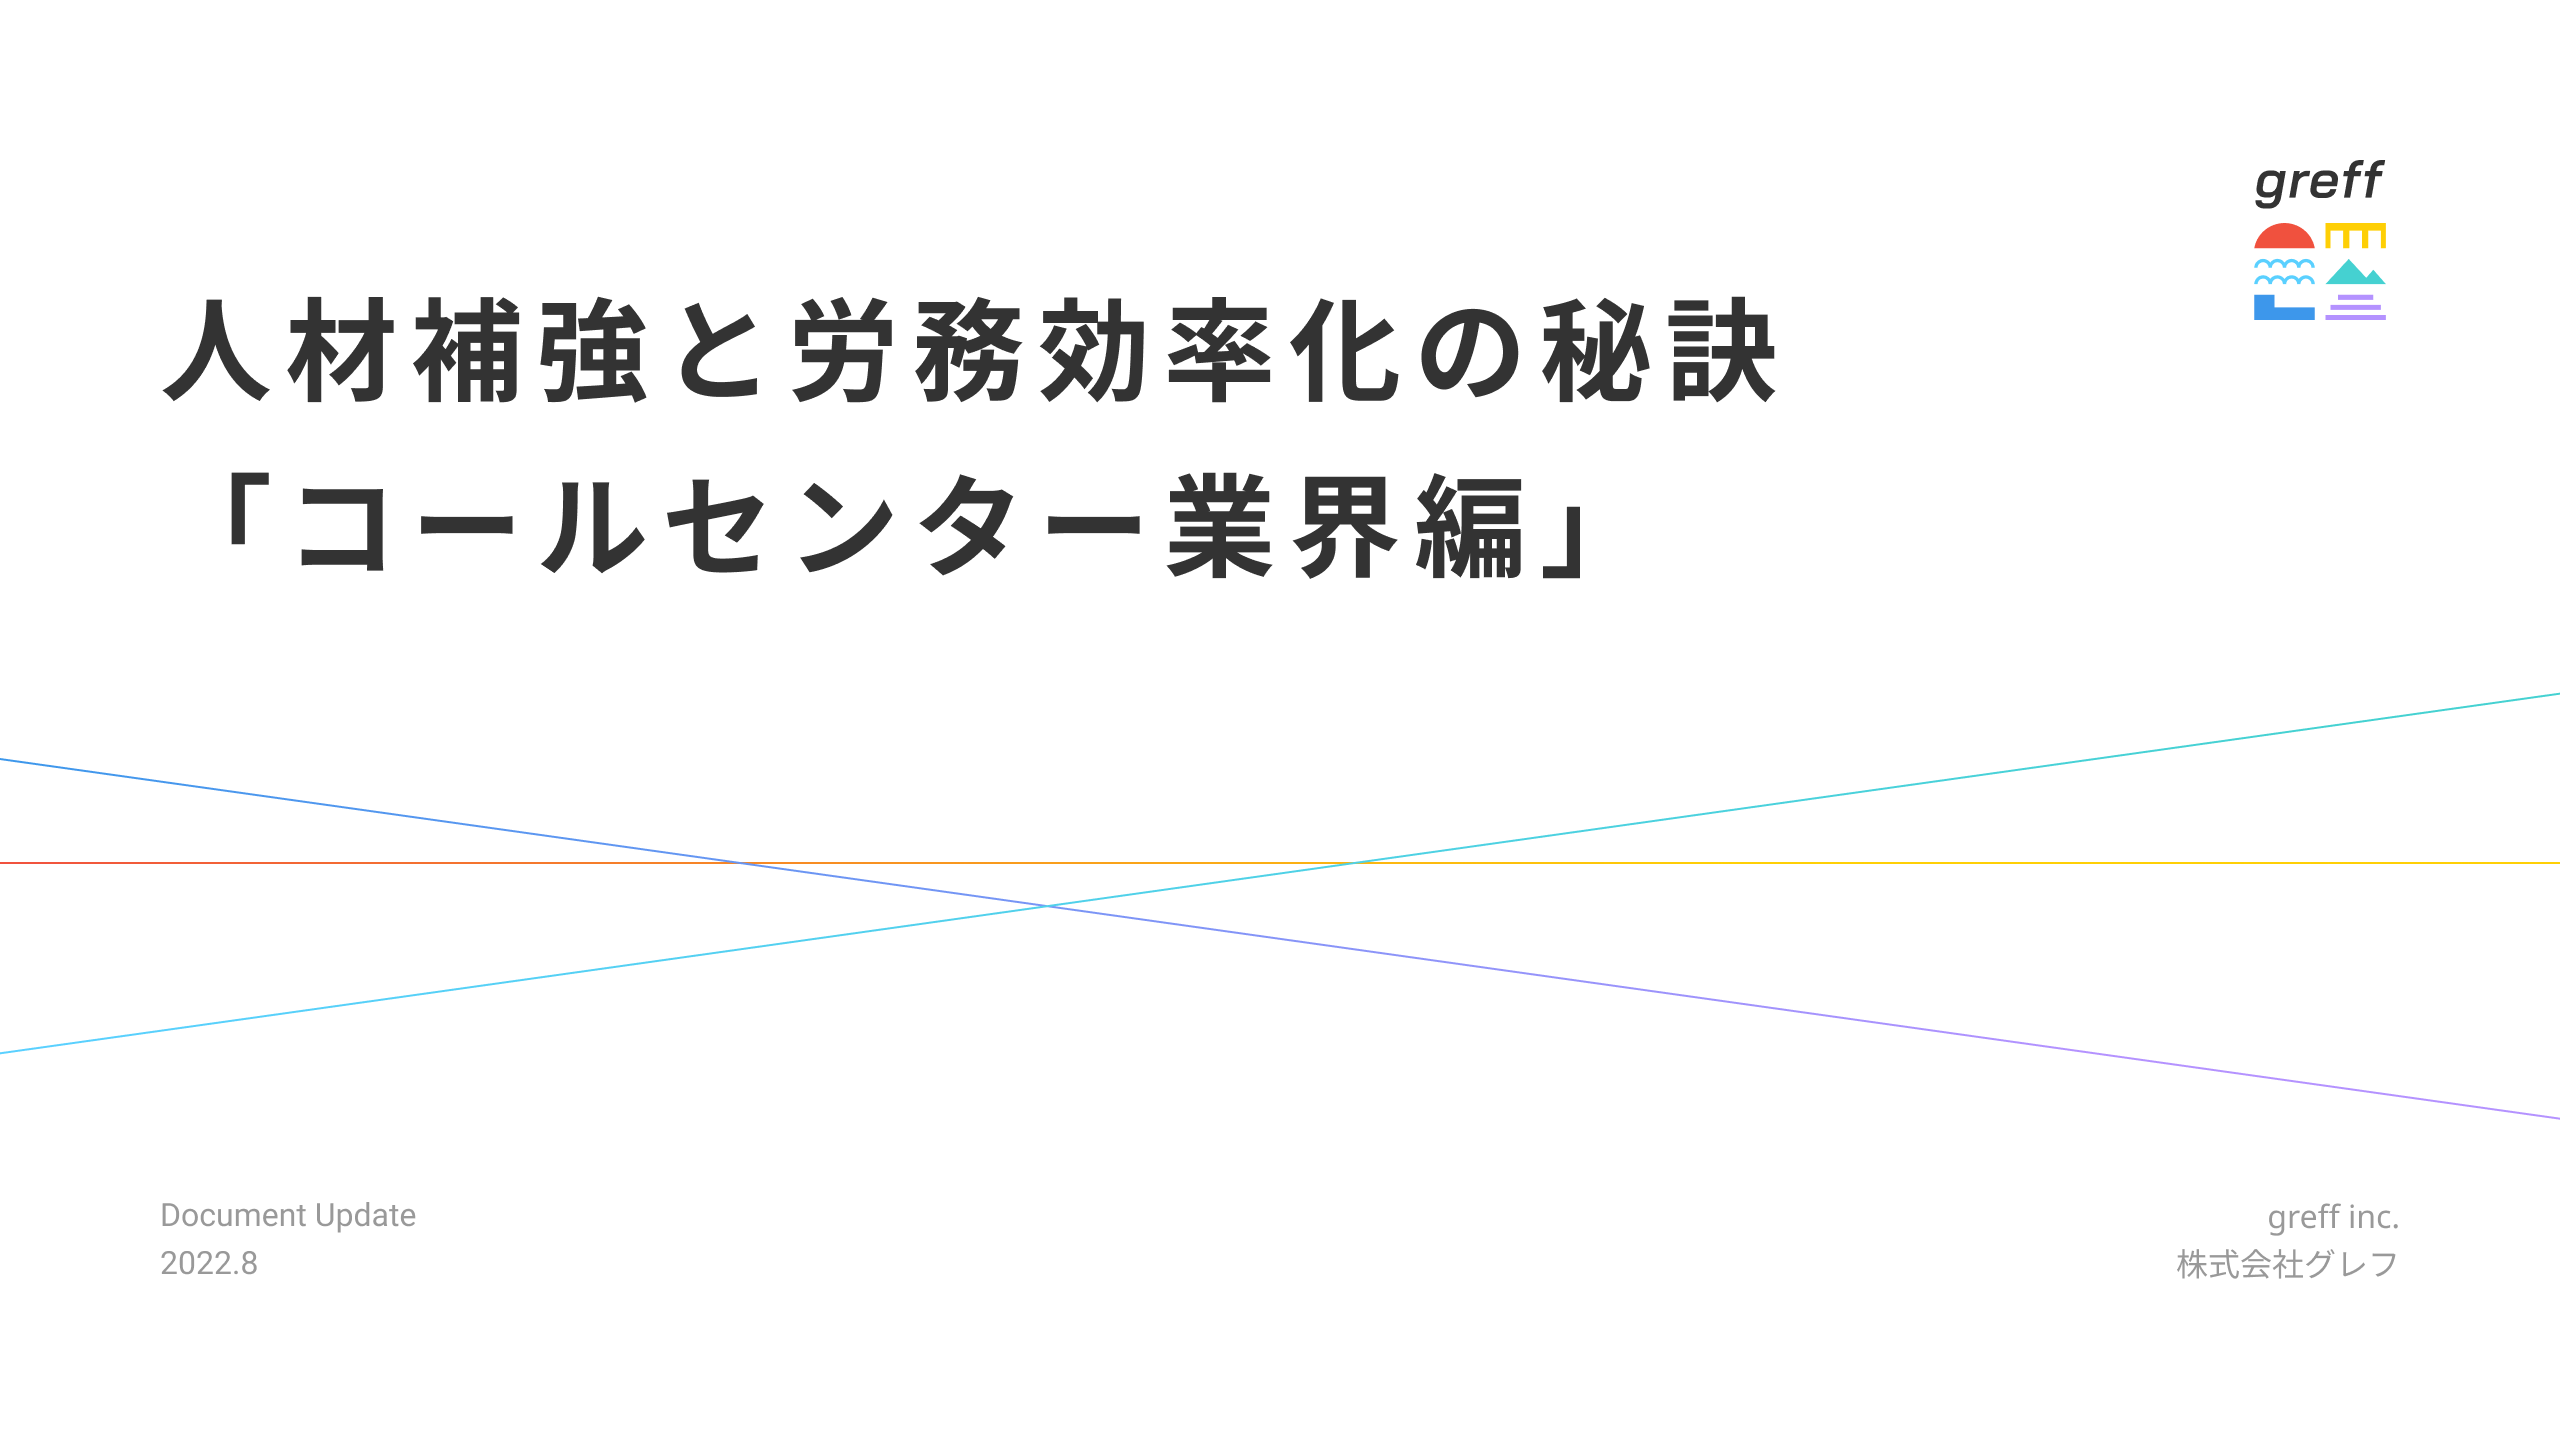 greff
人材補強と労務効率化の秘訣
「コールセンター業界編」
Document Update
2022.8
greff inc.
株式会社グレフ